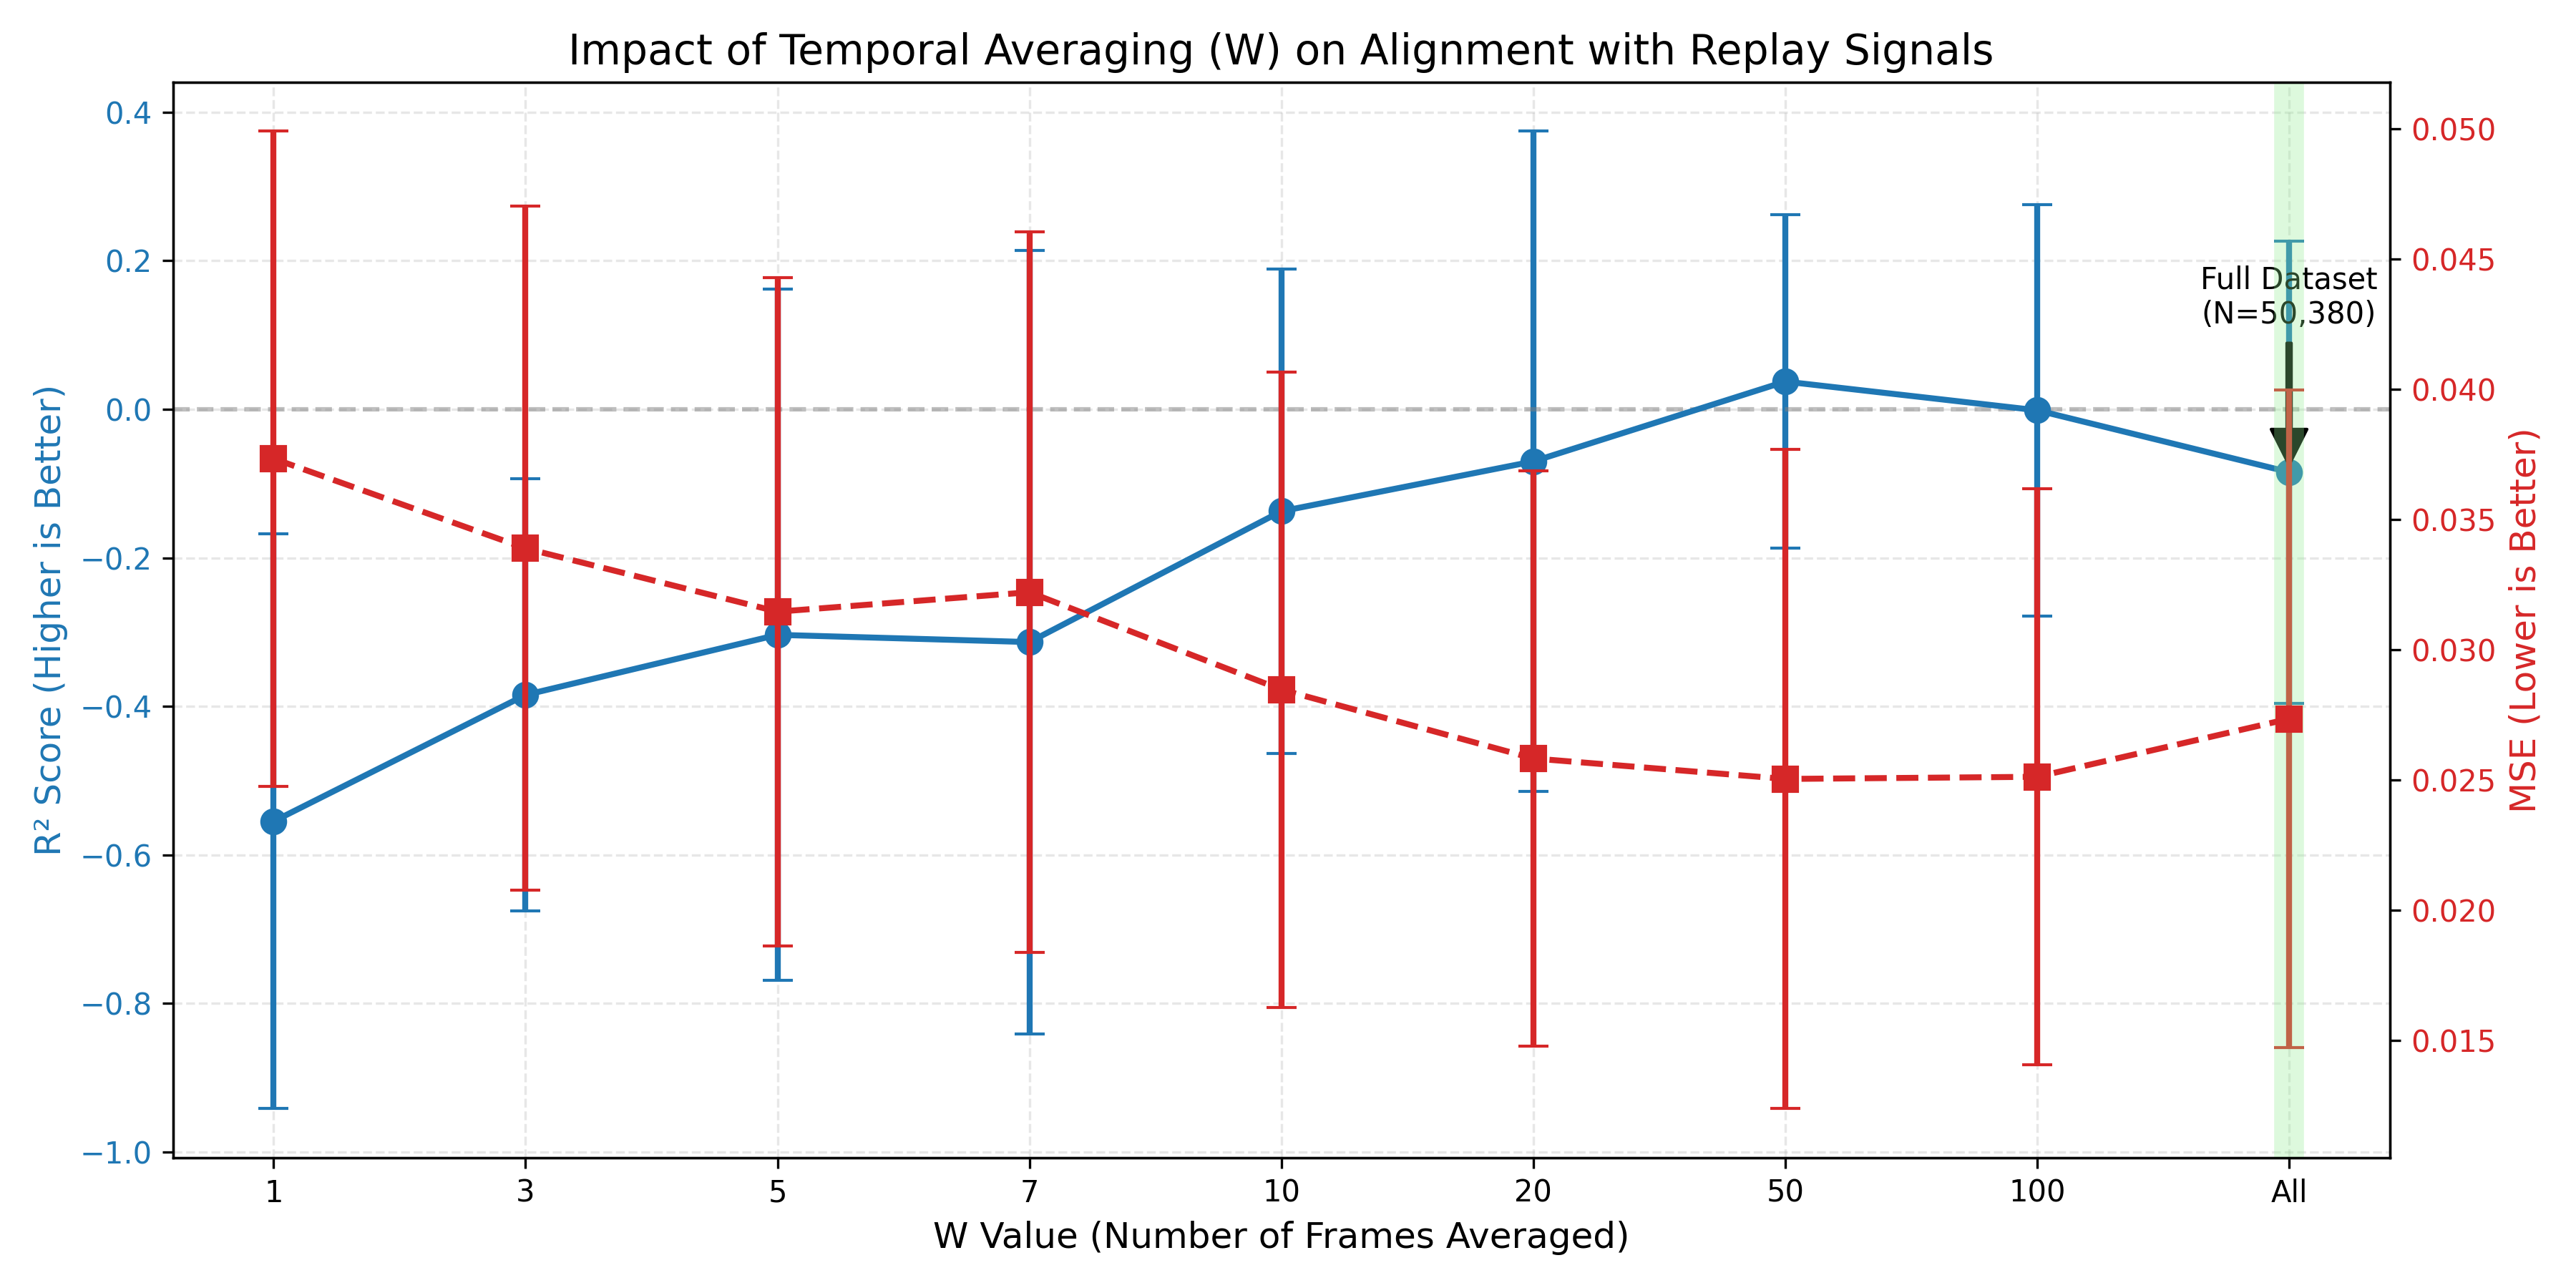 Impact of Temporal Averaging (W) on Alignment with Replay Signals
R² Score (Higher is Better)
0.4
0.2
0.0
−0.2
−0.4
−0.6
−0.8
−1.0
Full Dataset
(N=50,380)
0.050
0.045
0.040
0.035
0.030
0.025
0.020
0.015
MSE (Lower is Better)
1 3 5 7 10 20 50 100 All
W Value (Number of Frames Averaged)